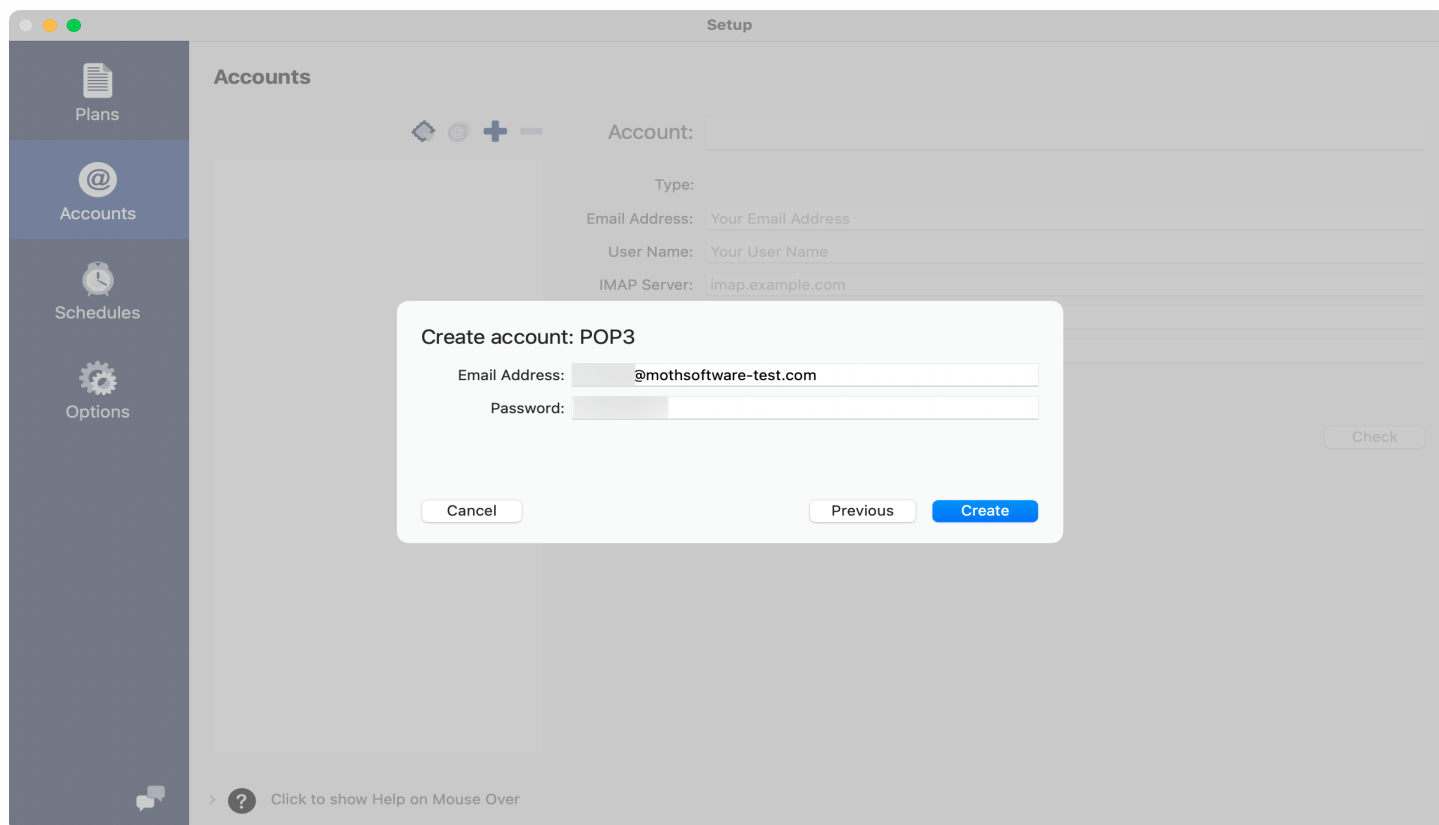 Setup
Plans
Accounts
Schedules
Options
Accounts
Account:
Type:
Email Address: Your Email Address
User Name: Your User Name
IMAP Server: imap.example.com
Create account: POP3
Email Address: @mothsoftware-test.com
Password:
Cancel Previous Create
Check
? Click to show Help on Mouse Over